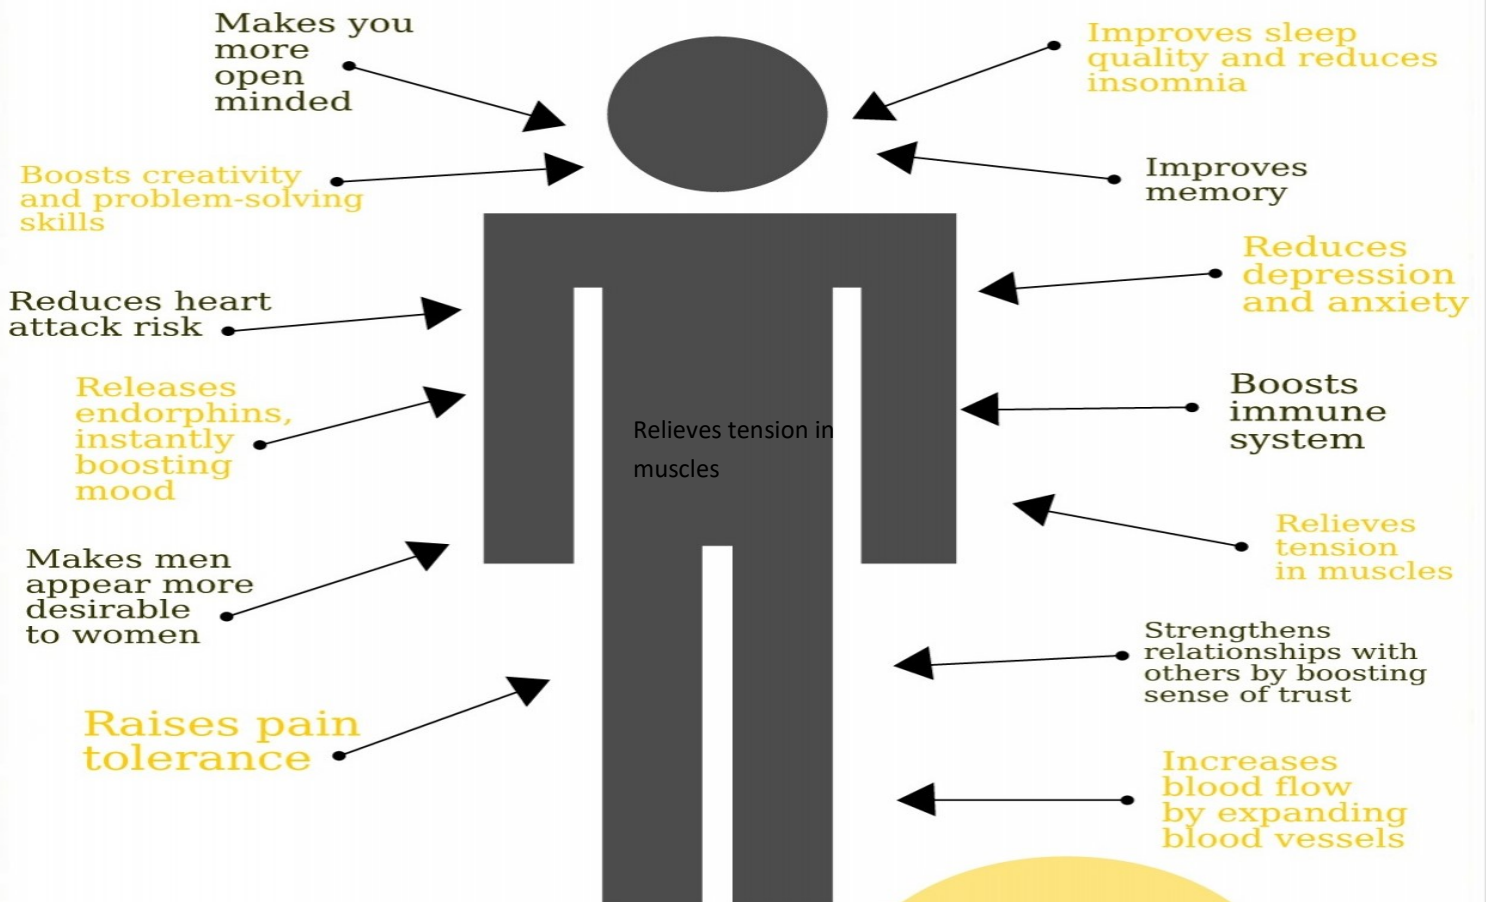 Makes you
more
open
minded
Boosts creativity
and problem-solving
skills
Reduces heart
attack risk
Releases
endorphins,
instantly
boosting
mood
Makes men
appear more
desirable
to women
Raises pain
tolerance
Relieves tension in
muscles
Improves sleep
quality and reduces
insomnia
Improves
memory
Reduces
depression
and anxiety
Boosts
immune
system
Relieves
tension
in muscles
Strengthens
relationships with
others by boosting
sense of trust
Increases
blood flow
by expanding
blood vessels